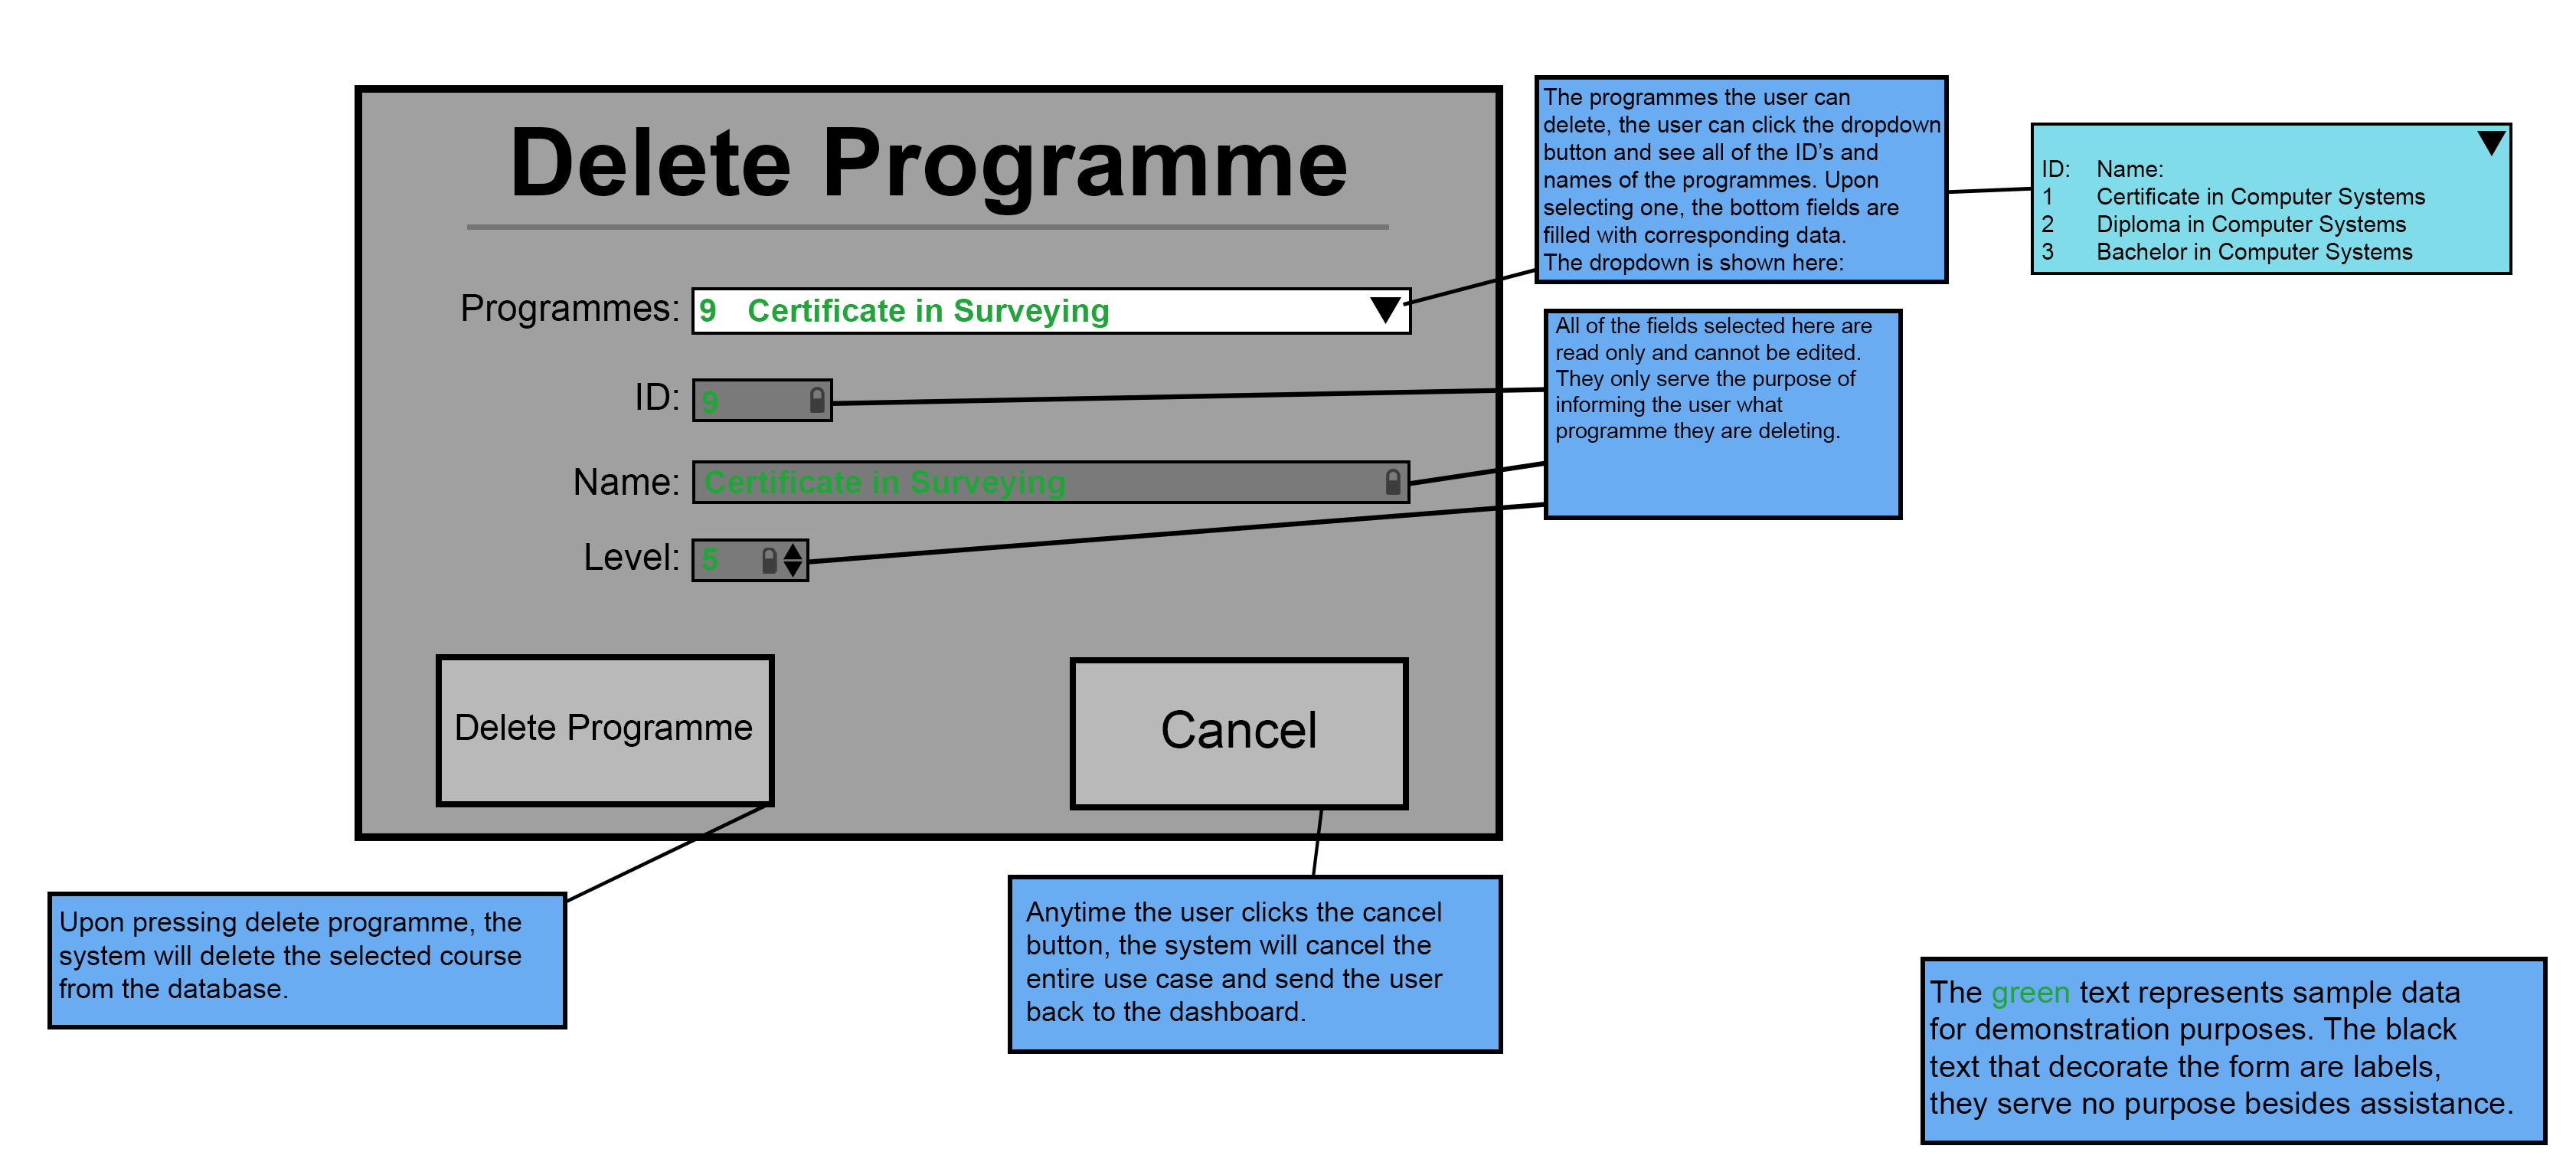 Delete Programme
Programmes:
9 Certificate in Surveying
ID:
9
Name:
Certificate in Surveying
Level:
5
Delete Programme
Cancel
The programmes the user can
delete, the user can click the dropdown
button and see all of the ID’s and
names of the programmes. Upon
selecting one, the bottom fields are
filled with corresponding data.
The dropdown is shown here:
ID: Name:
1 Certificate in Computer Systems
2 Diploma in Computer Systems
3 Bachelor in Computer Systems
All of the fields selected here are
read only and cannot be edited.
They only serve the purpose of
informing the user what
programme they are deleting.
Upon pressing delete programme, the
system will delete the selected course
from the database.
Anytime the user clicks the cancel
button, the system will cancel the
entire use case and send the user
back to the dashboard.
The green text represents sample data
for demonstration purposes. The black
text that decorate the form are labels,
they serve no purpose besides assistance.